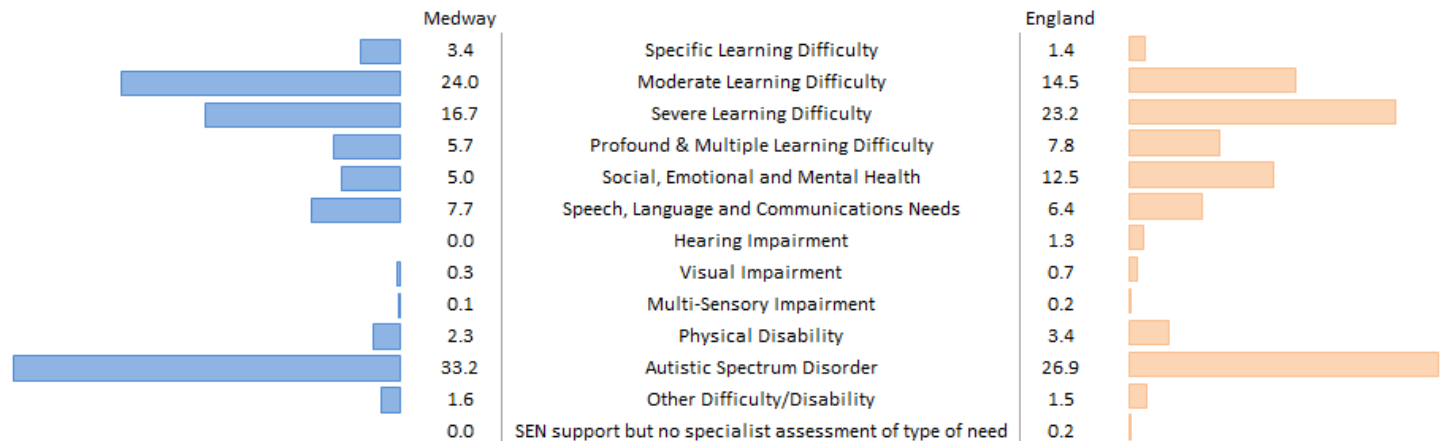 Medway England
3.4 Specific Learning Difficulty 1.4
24.0 Moderate Learning Difficulty 14.5
16.7 Severe Learning Difficulty 23.2
5.7 Profound & Multiple Learning Difficulty 7.8
5.0 Social, Emotional and Mental Health 12.5
7.7 Speech, Language and Communications Needs 6.4
0.0 Hearing Impairment 1.3
0.3 Visual Impairment 0.7
0.1 Multi-Sensory Impairment 0.2
2.3 Physical Disability 3.4
33.2 Autistic Spectrum Disorder 26.9
1.6 Other Difficulty/Disability 1.5
0.0 SEN support but no specialist assessment of type of need 0.2